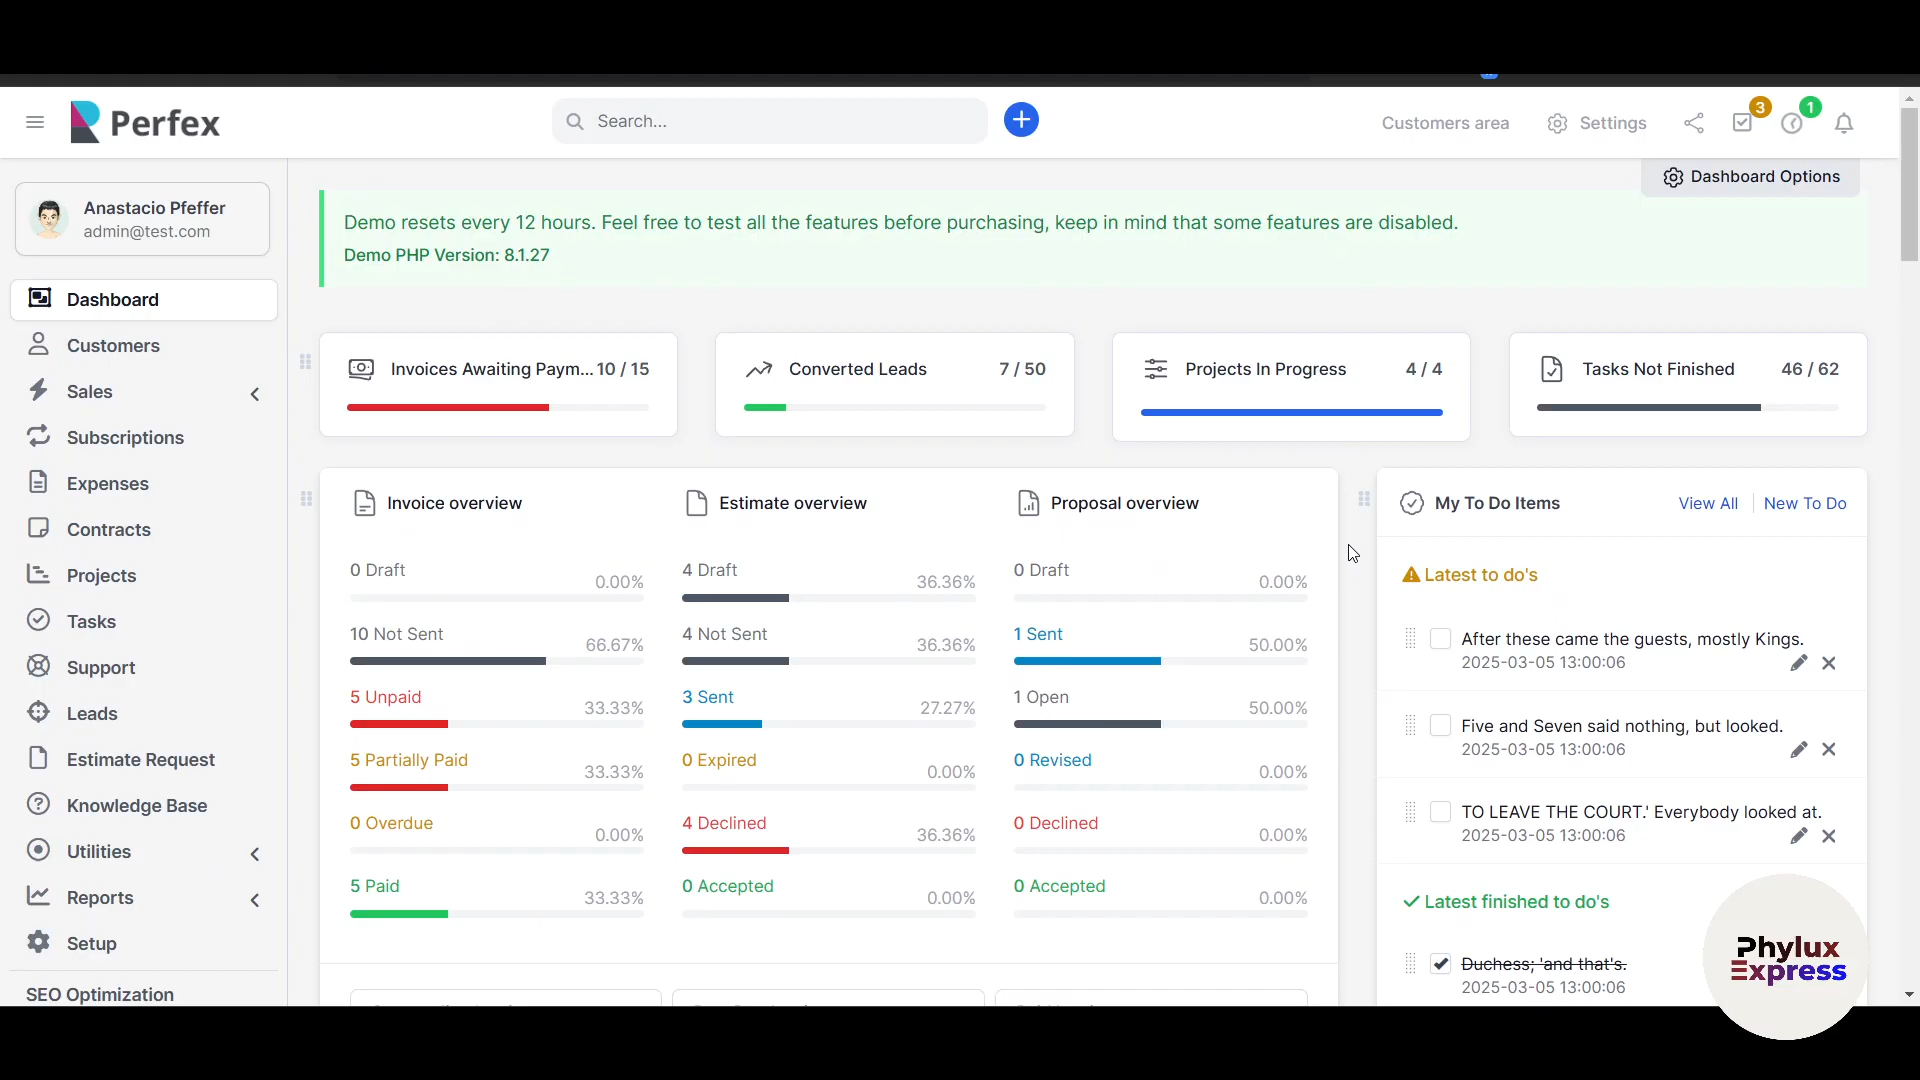 Perfex
Search...
Customers area
Settings
3
1
Anastacio Pfeffer
admin@test.com
Dashboard
Customers
Sales
Subscriptions
Expenses
Contracts
Projects
Tasks
Support
Leads
Estimate Request
Knowledge Base
Utilities
Reports
Setup
SEO Optimization
Dashboard Options
Demo resets every 12 hours. Feel free to test all the features before purchasing, keep in mind that some features are disabled.
Demo PHP Version: 8.1.27
Invoices Awaiting Paym... 10 / 15
Converted Leads 7 / 50
Projects In Progress 4 / 4
Tasks Not Finished 46 / 62
Invoice overview
0 Draft 0.00%
10 Not Sent 66.67%
5 Unpaid 33.33%
5 Partially Paid 33.33%
0 Overdue 0.00%
5 Paid 33.33%
Estimate overview
4 Draft 36.36%
4 Not Sent 36.36%
3 Sent 27.27%
0 Expired 0.00%
4 Declined 36.36%
0 Accepted 0.00%
Proposal overview
0 Draft 0.00%
1 Sent 50.00%
1 Open 50.00%
0 Revised 0.00%
0 Declined 0.00%
0 Accepted 0.00%
My To Do Items
View All
New To Do
Latest to do's
After these came the guests, mostly Kings.
2025-03-05 13:00:06
Five and Seven said nothing, but looked.
2025-03-05 13:00:06
TO LEAVE THE COURT.' Everybody looked at.
2025-03-05 13:00:06
Latest finished to do's
Duchess; 'and that's.
2025-03-05 13:00:06
Phylux
Express